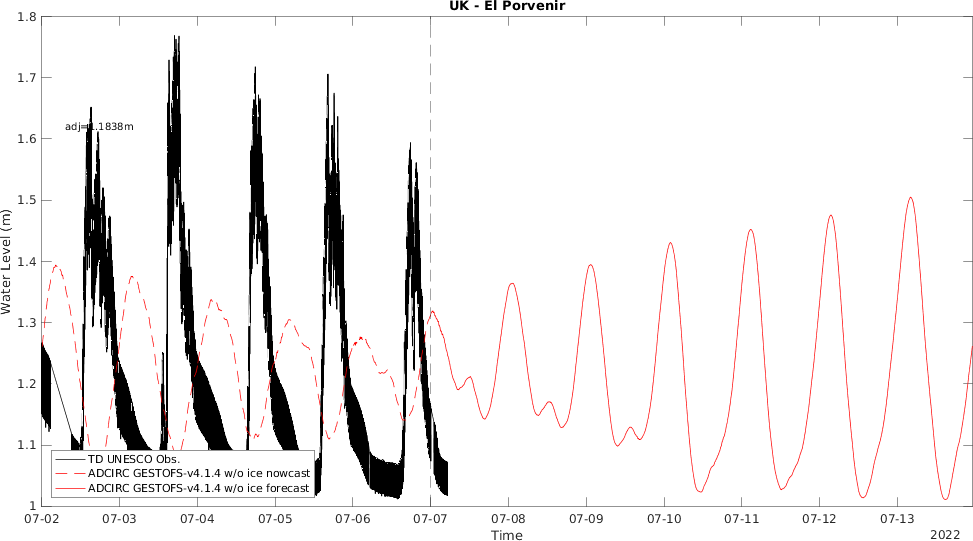 UK - El Porvenir
1.8
1.7
1.6
1.5
1.4
1.3
1.2
1.1
1
Water Level (m)
adj=1.1838m
TD UNESCO Obs.
ADCIRC GESTOFS-v4.1.4 w/o ice nowcast
ADCIRC GESTOFS-v4.1.4 w/o ice forecast
07-02 07-03 07-04 07-05 07-06 07-07 07-08 07-09 07-10 07-11 07-12 07-13
Time
2022